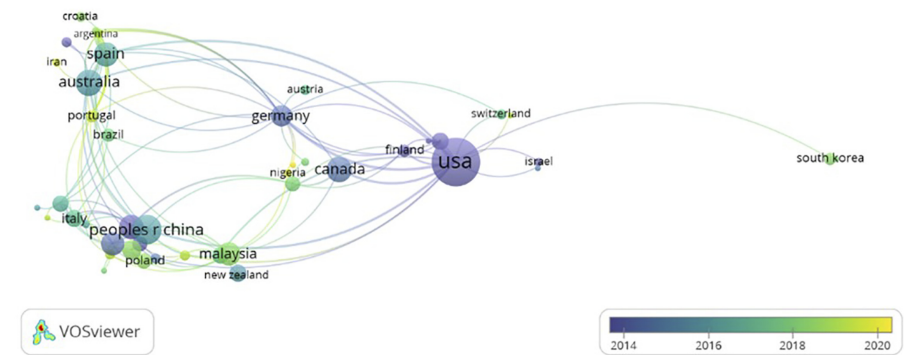 croatia
argentina
spain
iran
australia
portugal
brazil
austria
germany
switzerland
finland
usa
israel
south korea
nigeria
canada
italy
peoples r china
poland
malaysia
new zealand
VOSviewer
2014 2016 2018 2020